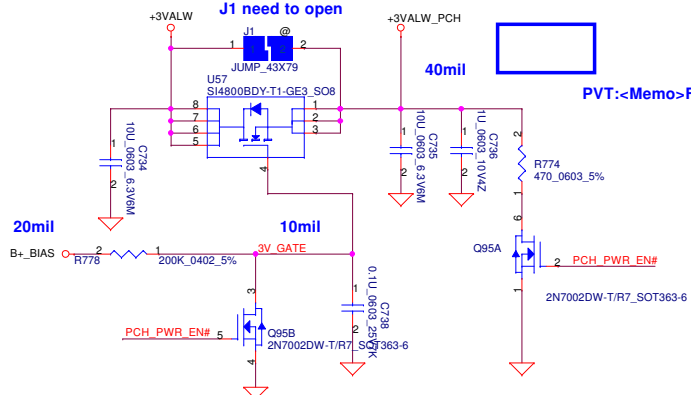 J1 need to open
+3VALW
+3VALW_PCH
J1
@
1
2
JUMP_43X79
40mil
U57
SI4800BDY-T1-GE3_SO8
PVT:<Memo>F
8
7
6
5
1
2
3
4
1
2
C734
10U_0603_6.3V6M
1
2
C735
10U_0603_6.3V6M
1
2
C736
1U_0603_10V4Z
2
R774
470_0603_5%
1
20mil
10mil
B+_BIAS
2
1
R778
200K_0402_5%
3V_GATE
6
Q95A
2
PCH_PWR_EN#
1
2N7002DW-T/R7_SOT363-6
3
PCH_PWR_EN#
5
Q95B
2N7002DW-T/R7_SOT363-6
4
1
2
C738